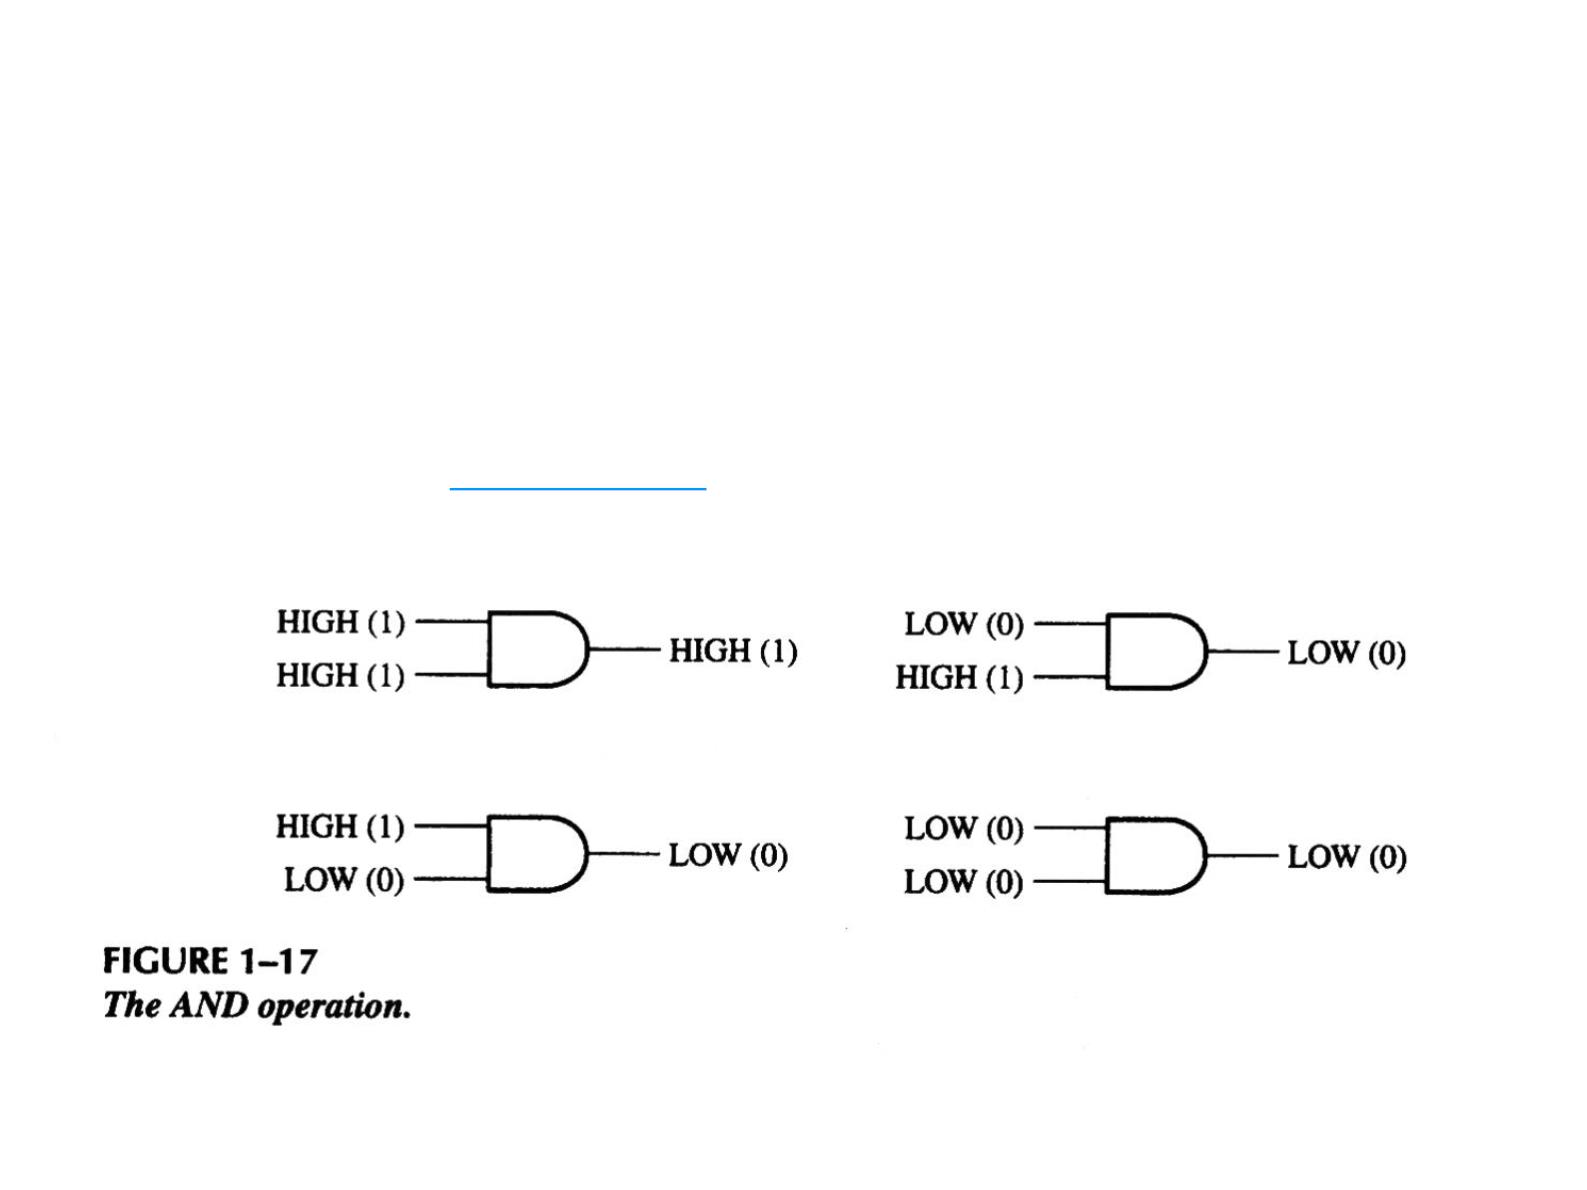 HIGH (1)
HIGH (1)
HIGH (1)
LOW (0)
HIGH (1)
LOW (0)
HIGH (1)
LOW (0)
LOW (0)
LOW (0)
LOW (0)
LOW (0)
FIGURE 1–17
The AND operation.